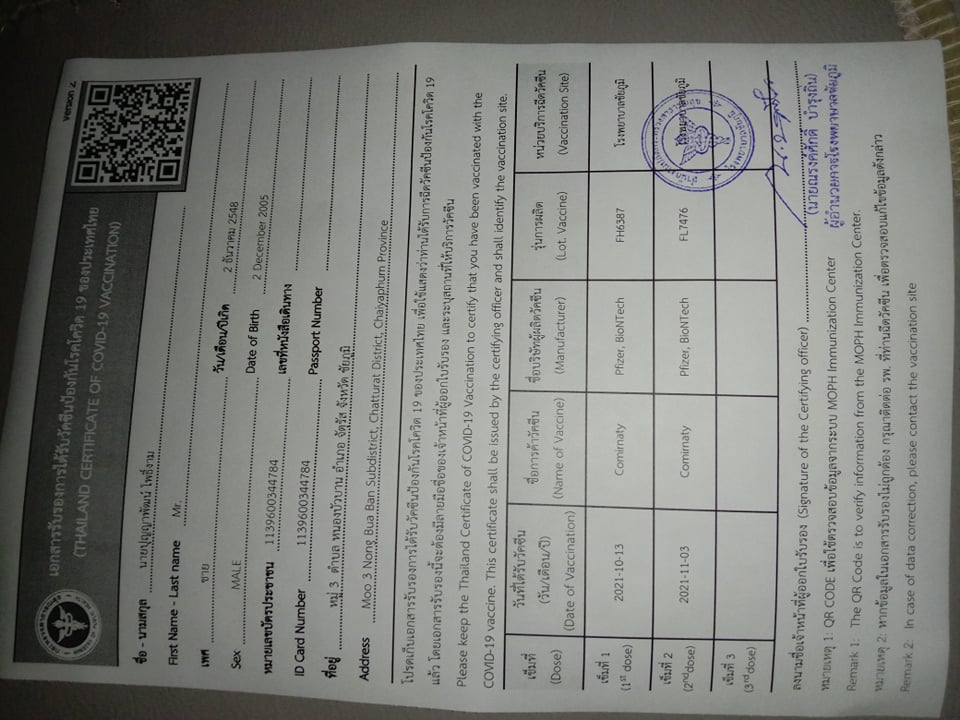 Version 2
เอกสารรับรองการได้รับวัคซีนป้องกันโรคโควิด 19 ของประเทศไทย
(THAILAND CERTIFICATE OF COVID-19 VACCINATION)
ชื่อ - นามสกุล นายปุญญาพัฒน์ โพธิ์งาม
First Name - Last name Mr.
เพศ ชาย วัน/เดือน/ปีเกิด 2 ธันวาคม 2548
Sex MALE Date of Birth 2 December 2005
หมายเลขบัตรประชาชน 1139600344784 เลขที่หนังสือเดินทาง
ID Card Number 1139600344784 Passport Number
ที่อยู่ หมู่ 3 ตำบล หนองบัวบาน อำเภอ จัตุรัส จังหวัด ชัยภูมิ
Address Moo 3 Nong Bua Ban Subdistrict, Chatturat District, Chaiyaphum Province
โปรดเก็บเอกสารรับรองการได้รับวัคซีนป้องกันโรคโควิด 19 ของประเทศไทย เพื่อใช้แสดงว่าท่านได้รับการฉีดวัคซีนป้องกันโรคโควิด 19
แล้ว โดยเอกสารรับรองนี้จะต้องมีลายมือชื่อของเจ้าหน้าที่ผู้ออกใบรับรอง และระบุสถานที่ให้บริการวัคซีน
Please keep the Thailand Certificate of COVID-19 Vaccination to certify that you have been vaccinated with the
COVID-19 vaccine. This certificate shall be issued by the certifying officer and shall identify the vaccination site.
เข็มที่ วันที่ได้รับวัคซีน ชื่อการค้าวัคซีน ชื่อบริษัทผู้ผลิตวัคซีน รุ่นการผลิต หน่วยบริการฉีดวัคซีน
(Dose) (วัน/เดือน/ปี) (Name of Vaccine) (Manufacturer) (Lot. Vaccine) (Vaccination Site)
(Date of Vaccination)
เข็มที่ 1 2021-10-13 Comirnaty Pfizer, BioNTech FH6387 โรงพยาบาลชัยภูมิ
(1st dose)
เข็มที่ 2 2021-11-03 Comirnaty Pfizer, BioNTech FL7476 โรงพยาบาลชัยภูมิ
(2nd dose)
เข็มที่ 3
(3rd dose)
ลงนามชื่อเจ้าหน้าที่ผู้ออกใบรับรอง (Signature of the Certifying officer)
(นายณรงค์ศักดิ์ บำรุงถิ่น)
ผู้อำนวยการโรงพยาบาลชัยภูมิ
หมายเหตุ 1: QR CODE เพื่อใช้ตรวจสอบข้อมูลจากระบบ MOPH Immunization Center
Remark 1: The QR Code is to verify information from the MOPH Immunization Center.
หมายเหตุ 2: หากข้อมูลในเอกสารรับรองไม่ถูกต้อง กรุณาติดต่อ รพ. ที่ท่านฉีดวัคซีน เพื่อตรวจสอบแก้ไขข้อมูลดังกล่าว
Remark 2. In case of data correction, please contact the vaccination site